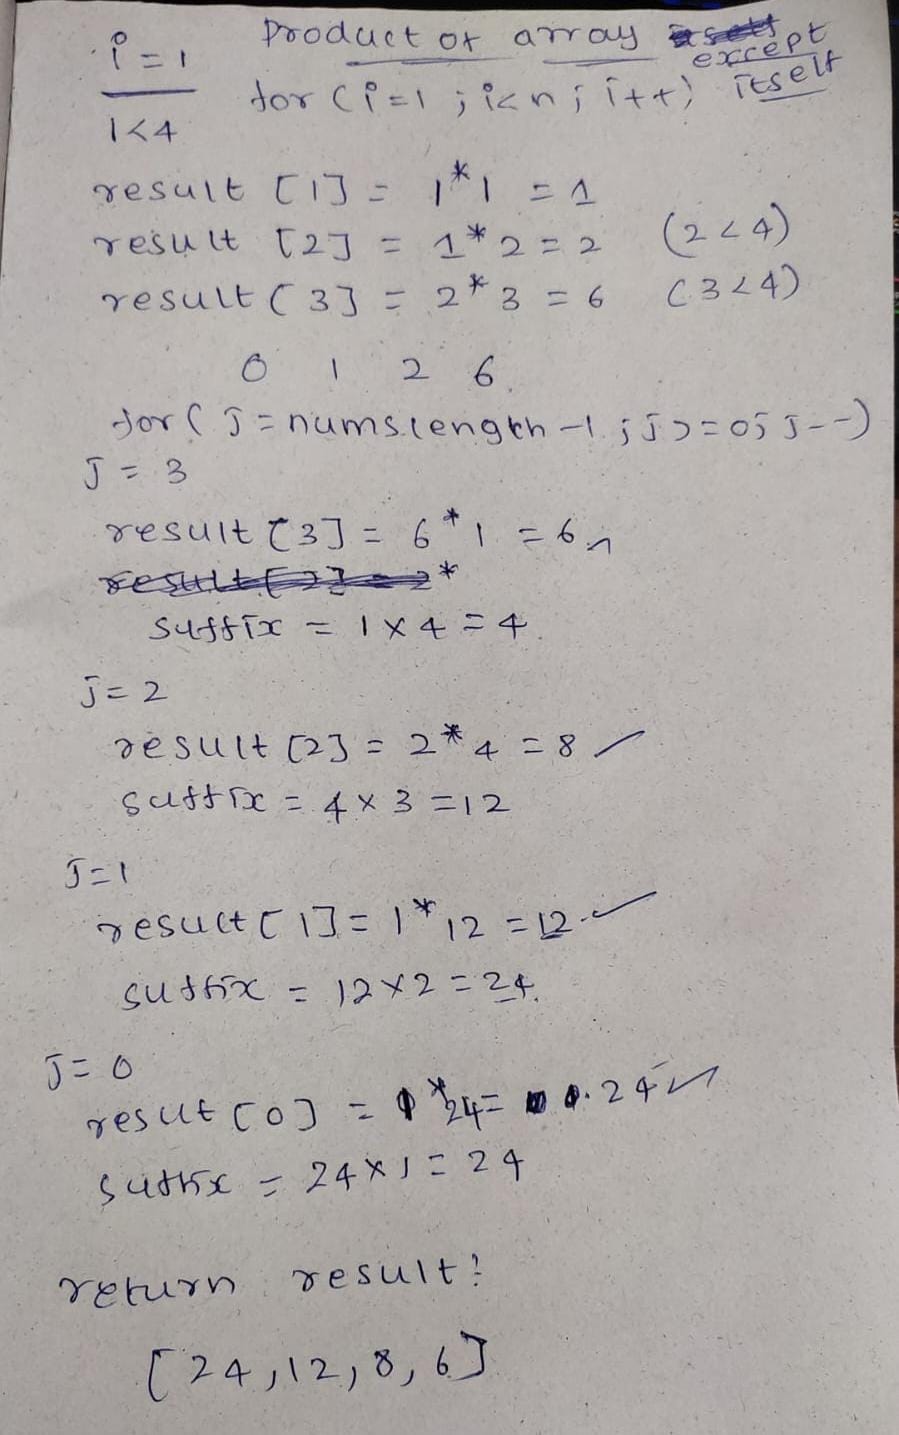 i = 1 Product of array except
itself
1<4 for (i=1 ; i<n ; i++)
result [1] = 1*1 = 1
result [2] = 1*2 = 2 (2<4)
result [3] = 2*3 = 6 (3<4)
0 1 2 6
for (j = nums.length -1 ; j>=0; j--)
j = 3
result [3] = 6*1 = 6
result [2] = 2*
suffix = 1 × 4 = 4
j = 2
result [2] = 2*4 = 8
suffix = 4 × 3 = 12
j = 1
result [1] = 1*12 = 12
suffix = 12 × 2 = 24
j = 0
result [0] = 1*24 = 24
suffix = 24 × 1 = 24
return result;
[24, 12, 8, 6]